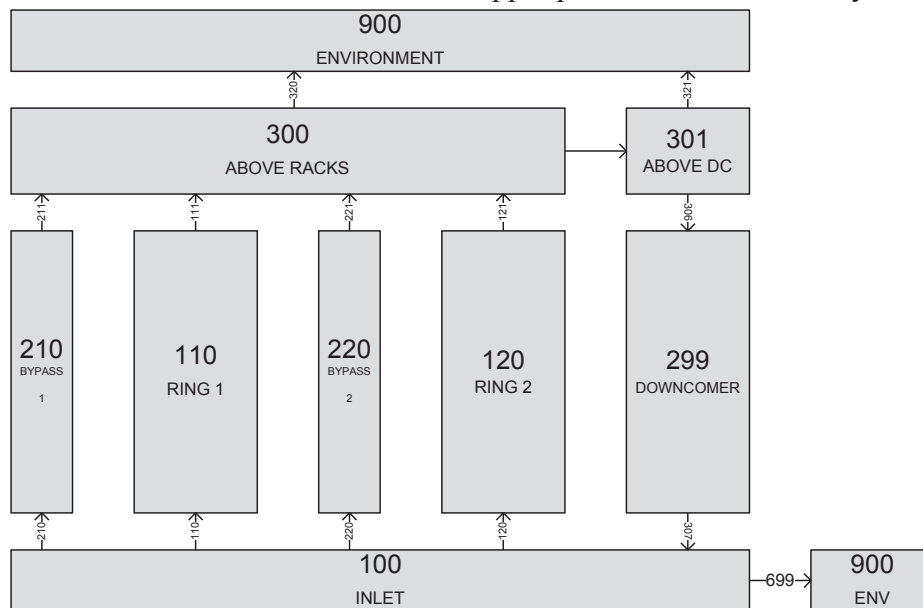 900
ENVIRONMENT
320
321
300
ABOVE RACKS
301
ABOVE DC
211
111
221
121
306
210
BYPASS
1
110
RING 1
220
BYPASS
2
120
RING 2
299
DOWNCOMER
210
110
220
120
307
100
INLET
699
900
ENV